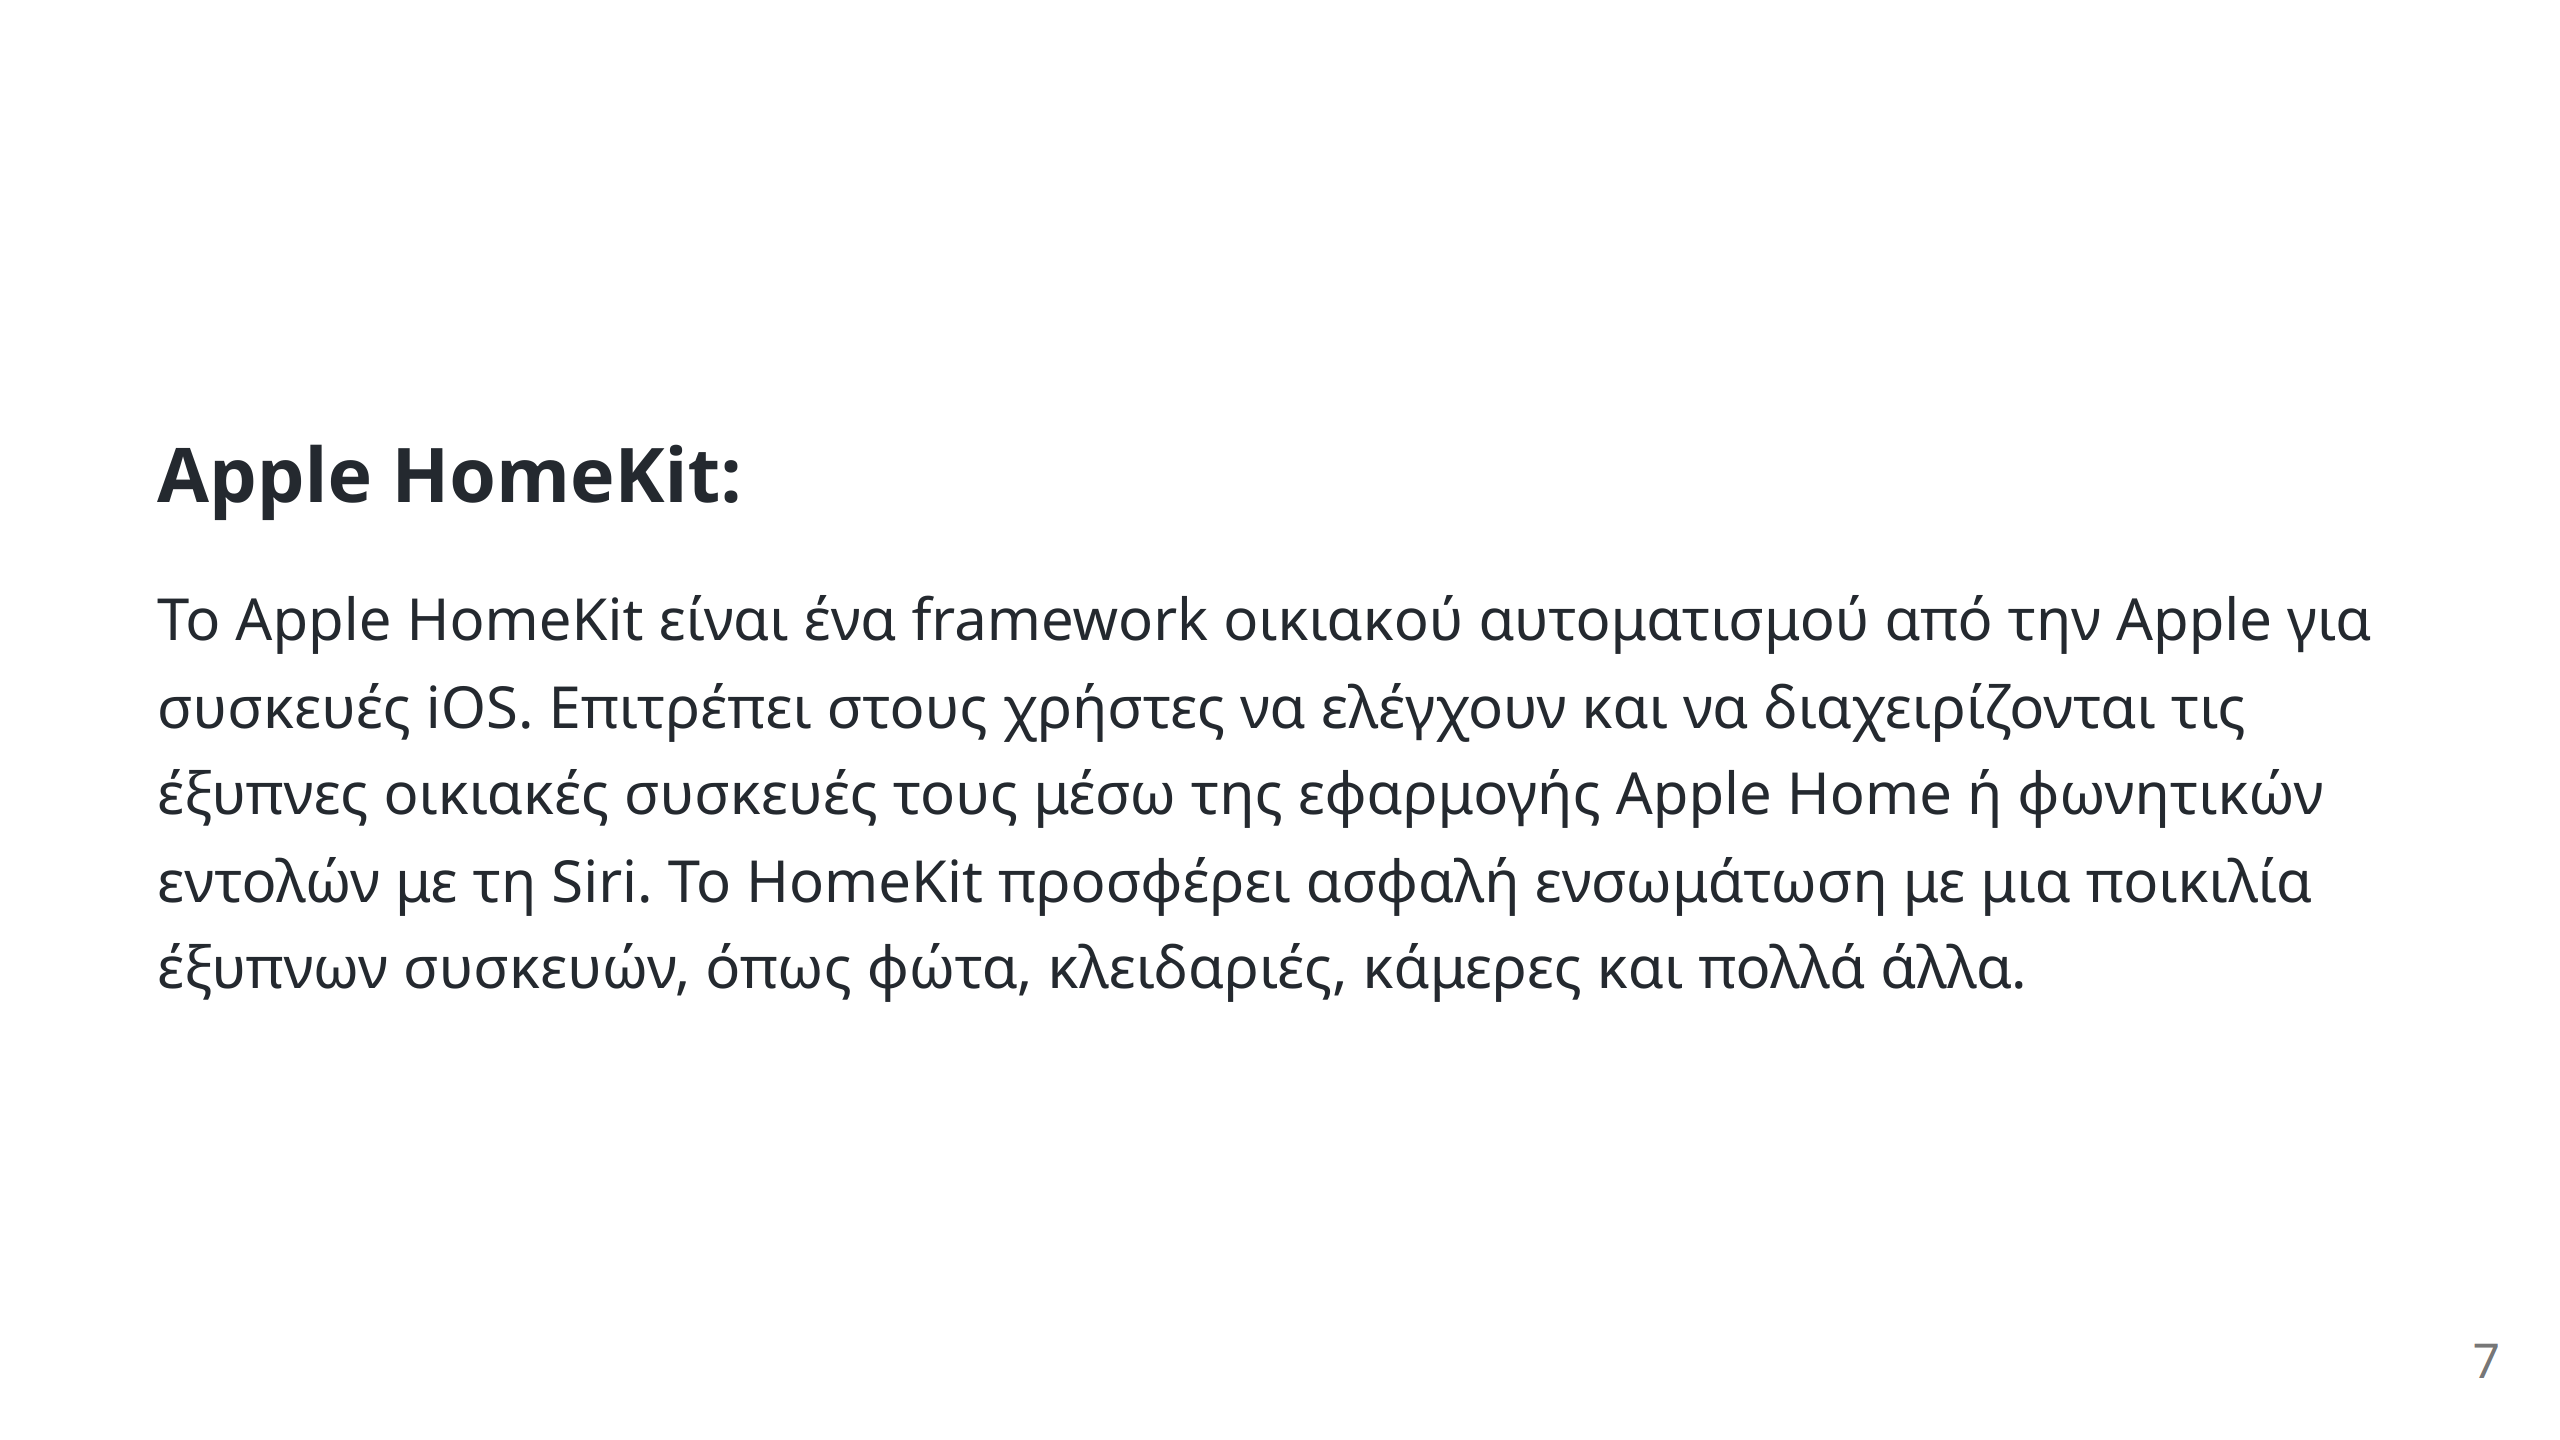 Apple HomeKit:
Το Apple HomeKit είναι ένα framework οικιακού αυτοματισμού από την Apple για
συσκευές iOS. Επιτρέπει στους χρήστες να ελέγχουν και να διαχειρίζονται τις
έξυπνες οικιακές συσκευές τους μέσω της εφαρμογής Apple Home ή φωνητικών
εντολών με τη Siri. Το HomeKit προσφέρει ασφαλή ενσωμάτωση με μια ποικιλία
έξυπνων συσκευών, όπως φώτα, κλειδαριές, κάμερες και πολλά άλλα.
7